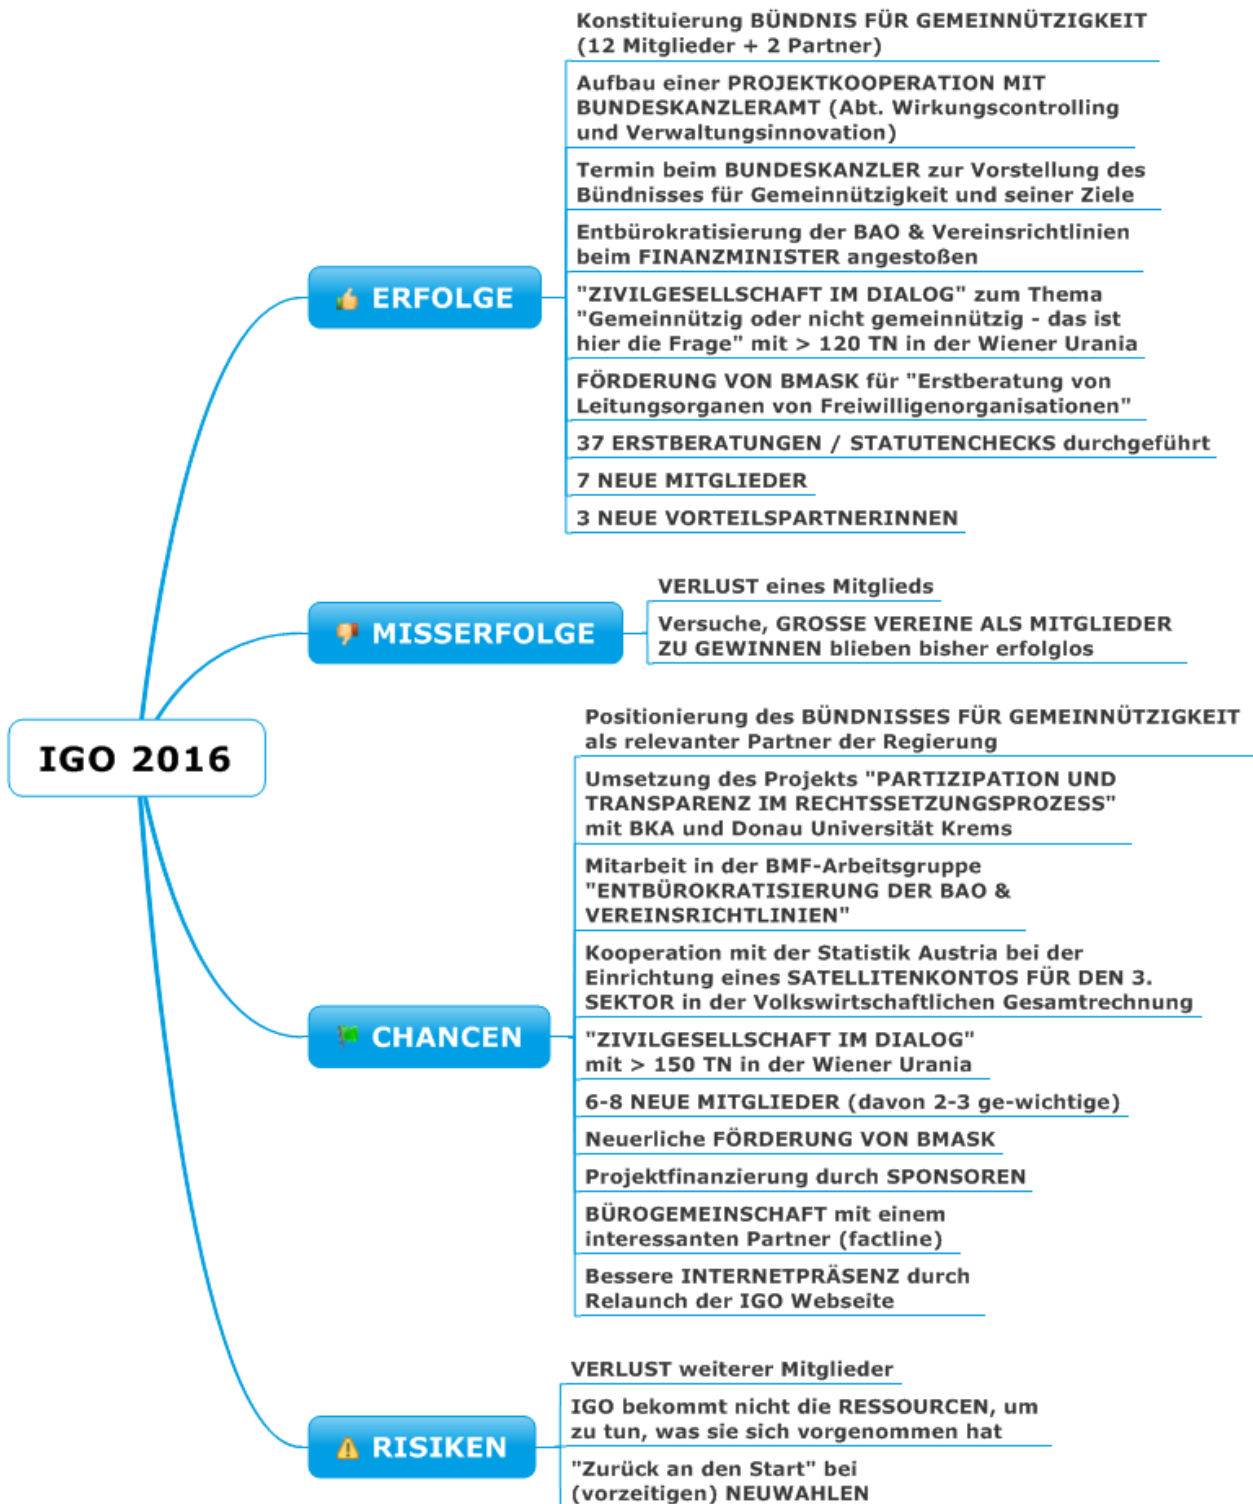 IGO 2016
ERFOLGE
Konstituierung BÜNDNIS FÜR GEMEINNÜTZIGKEIT
(12 Mitglieder + 2 Partner)
Aufbau einer PROJEKTKOOPERATION MIT
BUNDESKANZLERAMT (Abt. Wirkungscontrolling
und Verwaltungsinnovation)
Termin beim BUNDESKANZLER zur Vorstellung des
Bündnisses für Gemeinnützigkeit und seiner Ziele
Entbürokratisierung der BAO & Vereinsrichtlinien
beim FINANZMINISTER angestoßen
"ZIVILGESELLSCHAFT IM DIALOG" zum Thema
"Gemeinnützig oder nicht gemeinnützig - das ist
hier die Frage" mit > 120 TN in der Wiener Urania
FÖRDERUNG VON BMASK für "Erstberatung von
Leitungsorganen von Freiwilligenorganisationen"
37 ERSTBERATUNGEN / STATUTENCHECKS durchgeführt
7 NEUE MITGLIEDER
3 NEUE VORTEILSPARTNERINNEN
MISSERFOLGE
VERLUST eines Mitglieds
Versuche, GROSSE VEREINE ALS MITGLIEDER
ZU GEWINNEN blieben bisher erfolglos
CHANCEN
Positionierung des BÜNDNISSES FÜR GEMEINNÜTZIGKEIT
als relevanter Partner der Regierung
Umsetzung des Projekts "PARTIZIPATION UND
TRANSPARENZ IM RECHTSSETZUNGSPROZESS"
mit BKA und Donau Universität Krems
Mitarbeit in der BMF-Arbeitsgruppe
"ENTBÜROKRATISIERUNG DER BAO &
VEREINSRICHTLINIEN"
Kooperation mit der Statistik Austria bei der
Einrichtung eines SATELLITENKONTOS FÜR DEN 3.
SEKTOR in der Volkswirtschaftlichen Gesamtrechnung
"ZIVILGESELLSCHAFT IM DIALOG"
mit > 150 TN in der Wiener Urania
6-8 NEUE MITGLIEDER (davon 2-3 ge-wichtige)
Neuerliche FÖRDERUNG VON BMASK
Projektfinanzierung durch SPONSOREN
BÜROGEMEINSCHAFT mit einem
interessanten Partner (factline)
Bessere INTERNETPRÄSENZ durch
Relaunch der IGO Webseite
RISIKEN
VERLUST weiterer Mitglieder
IGO bekommt nicht die RESSOURCEN, um
zu tun, was sie sich vorgenommen hat
"Zurück an den Start" bei
(vorzeitigen) NEUWAHLEN